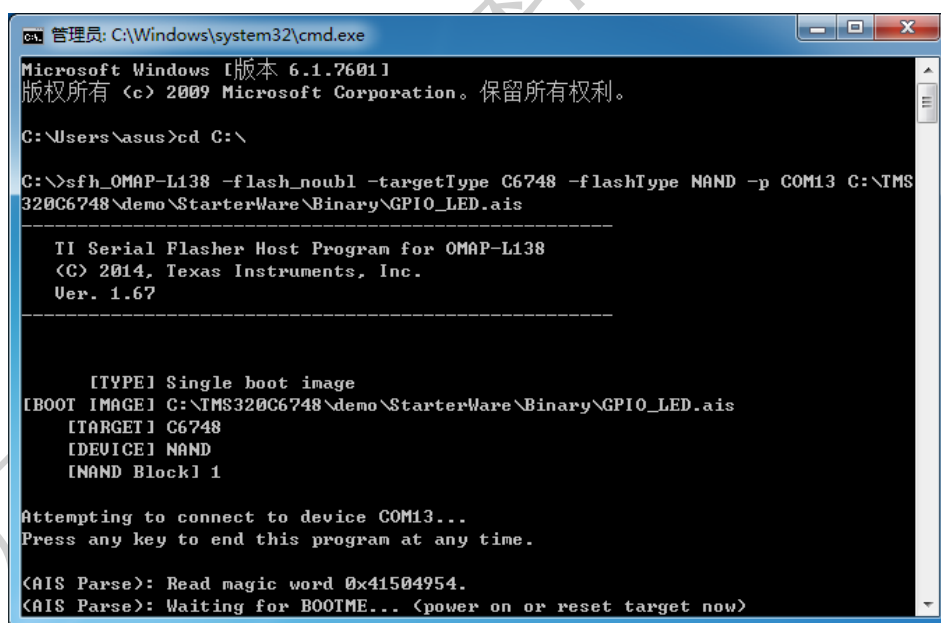 管理员: C:\Windows\system32\cmd.exe
Microsoft Windows [版本 6.1.7601]
版权所有 (c) 2009 Microsoft Corporation。保留所有权利。
C:\Users\asus>cd C:\
C:\>sfh_OMAP-L138 -flash_noubl -targetType C6748 -flashType NAND -p COM13 C:\TMS
320C6748\demo\StarterWare\Binary\GPIO_LED.ais
-----------------------------------------------------
TI Serial Flasher Host Program for OMAP-L138
(C) 2014, Texas Instruments, Inc.
Ver. 1.67
-----------------------------------------------------
[TYPE] Single boot image
[BOOT IMAGE] C:\TMS320C6748\demo\StarterWare\Binary\GPIO_LED.ais
[TARGET] C6748
[DEVICE] NAND
[NAND Block] 1
Attempting to connect to device COM13...
Press any key to end this program at any time.
(AIS Parse): Read magic word 0x41504954.
(AIS Parse): Waiting for BOOTME... (power on or reset target now)